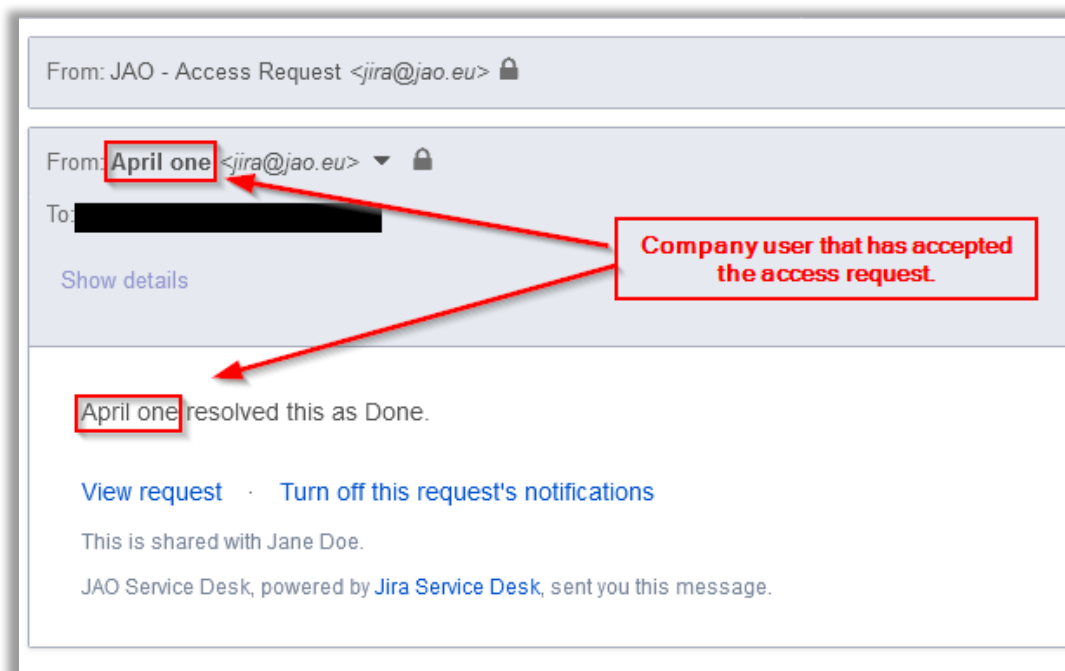 From: JAO - Access Request <jira@jao.eu>
From: April one <jira@jao.eu>
To:
Company user that has accepted
the access request.
Show details
April one resolved this as Done.
View request · Turn off this request's notifications
This is shared with Jane Doe.
JAO Service Desk, powered by Jira Service Desk, sent you this message.